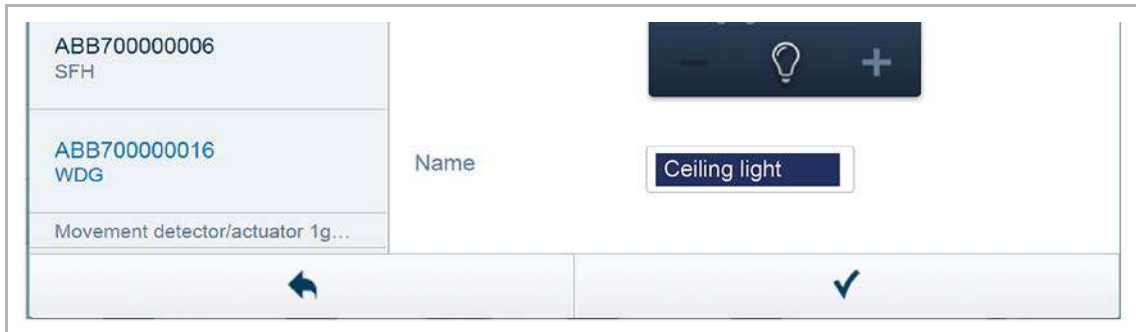 ABB700000006
SFH
ABB700000016
WDG
Name
Ceiling light
Movement detector/actuator 1g...